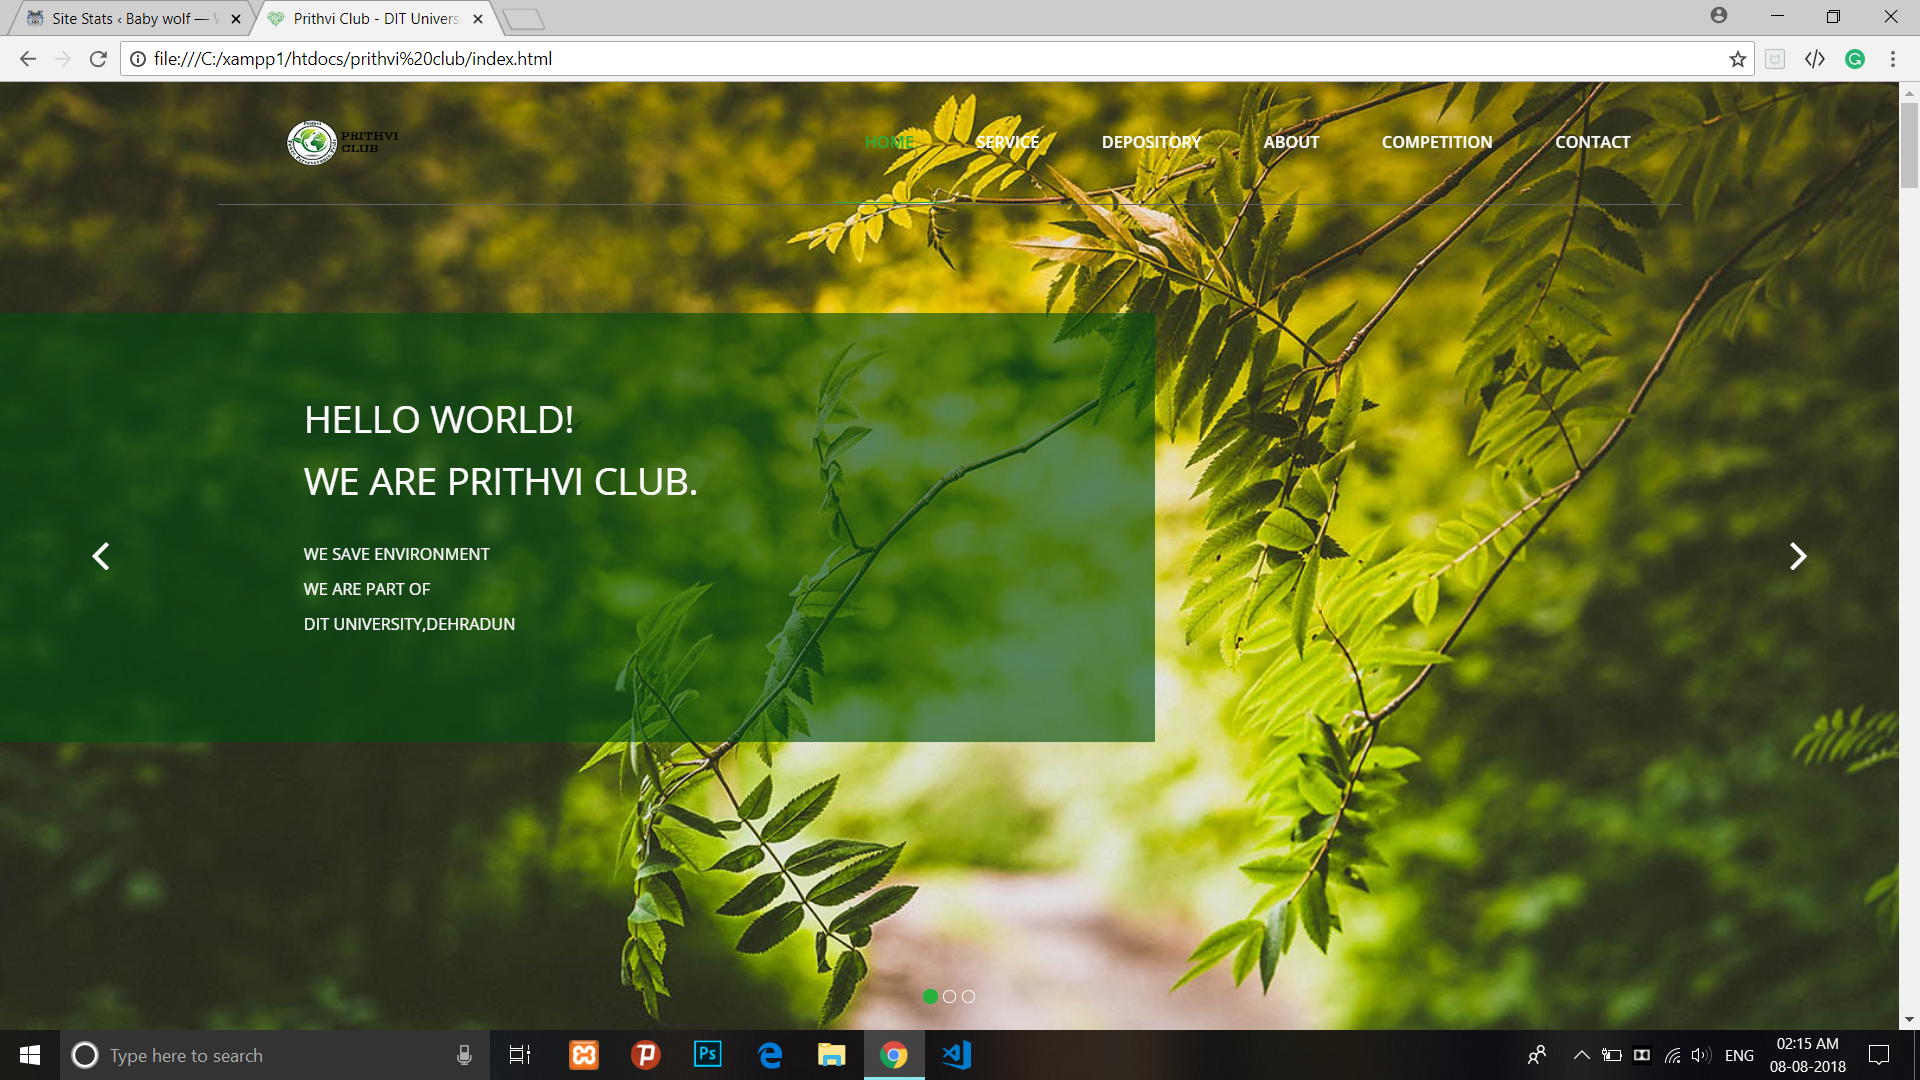 Site Stats ‹ Baby wolf — W
Prithvi Club - DIT Univers
file:///C:/xampp1/htdocs/prithvi%20club/index.html
PRITHVI
CLUB
HOME
SERVICE
DEPOSITORY
ABOUT
COMPETITION
CONTACT
HELLO WORLD!
WE ARE PRITHVI CLUB.
WE SAVE ENVIRONMENT
WE ARE PART OF
DIT UNIVERSITY,DEHRADUN
Type here to search
Ps
ENG
02:15 AM
08-08-2018